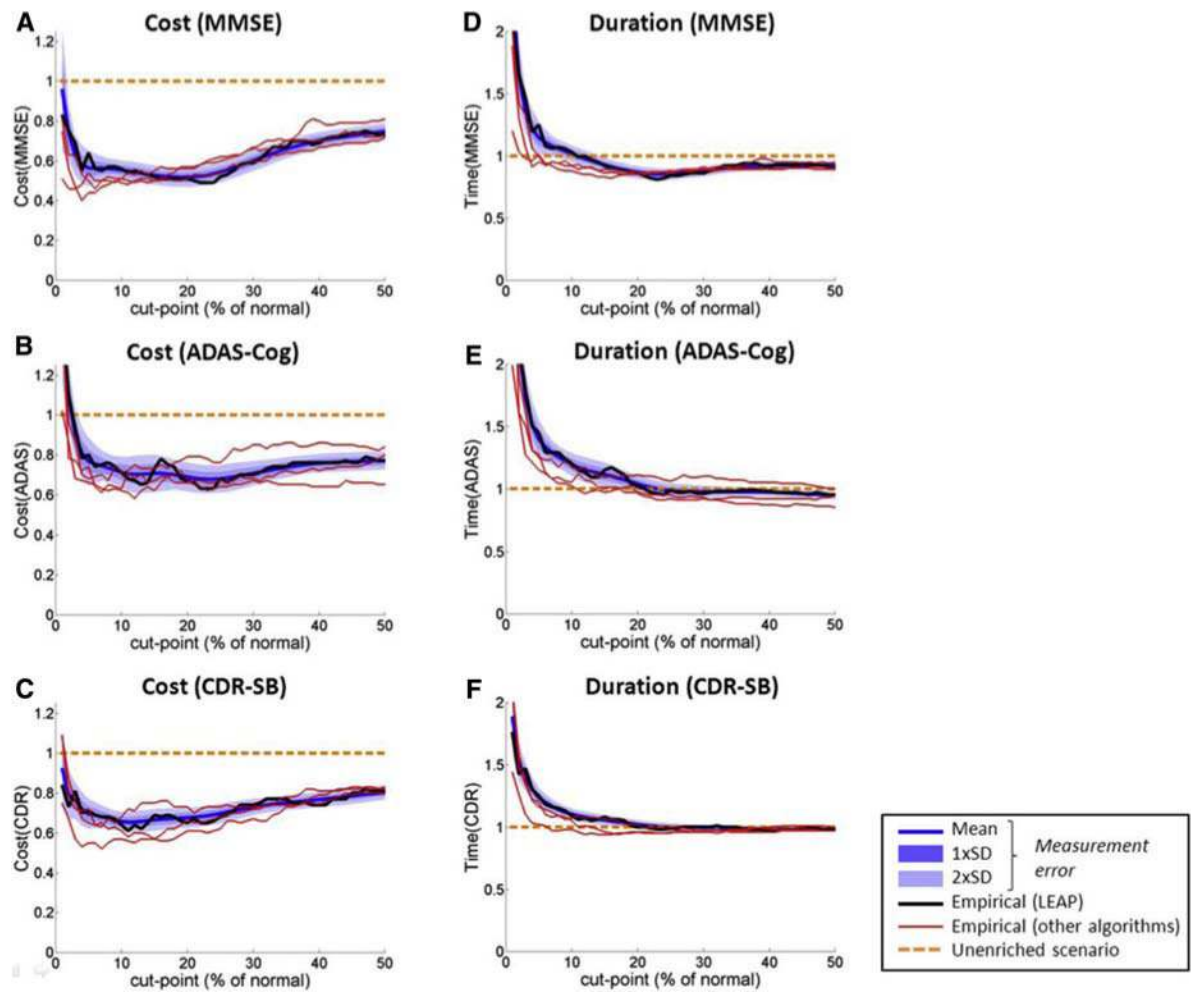 A
Cost (MMSE)
1.2
1
0.8
0.6
0.4
0.2
0
Cost(MMSE)
0 10 20 30 40 50
cut-point (% of normal)
D
Duration (MMSE)
2
1.5
1
0.5
0
Time(MMSE)
0 10 20 30 40 50
cut-point (% of normal)
B
Cost (ADAS-Cog)
1.2
1
0.8
0.6
0.4
0.2
0
Cost(ADAS)
0 10 20 30 40 50
cut-point (% of normal)
E
Duration (ADAS-Cog)
2
1.5
1
0.5
0
Time(ADAS)
0 10 20 30 40 50
cut-point (% of normal)
C
Cost (CDR-SB)
1.2
1
0.8
0.6
0.4
0.2
0
Cost(CDR)
0 10 20 30 40 50
cut-point (% of normal)
F
Duration (CDR-SB)
2
1.5
1
0.5
0
Time(CDR)
0 10 20 30 40 50
cut-point (% of normal)
Mean
1xSD
2xSD
Measurement
error
Empirical (LEAP)
Empirical (other algorithms)
Unenriched scenario